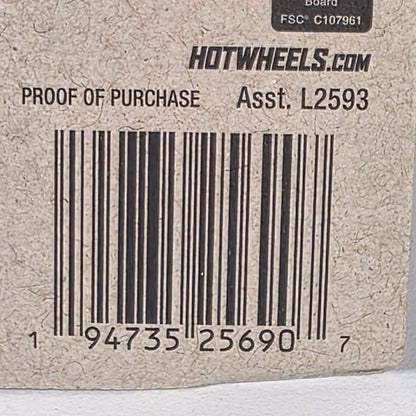 Board
FSC® C107961
HOTWHEELS.COM
PROOF OF PURCHASE Asst. L2593
1 94735 25690 7